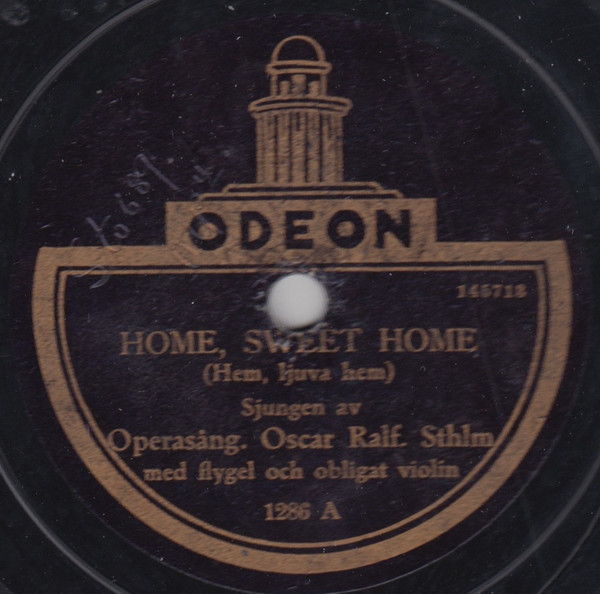 ODEON
145718
HOME, SWEET HOME
(Hem, ljuva hem)
Sjungen av
Operasång. Oscar Ralf. Sthlm
med flygel och obligat violin
1286 A